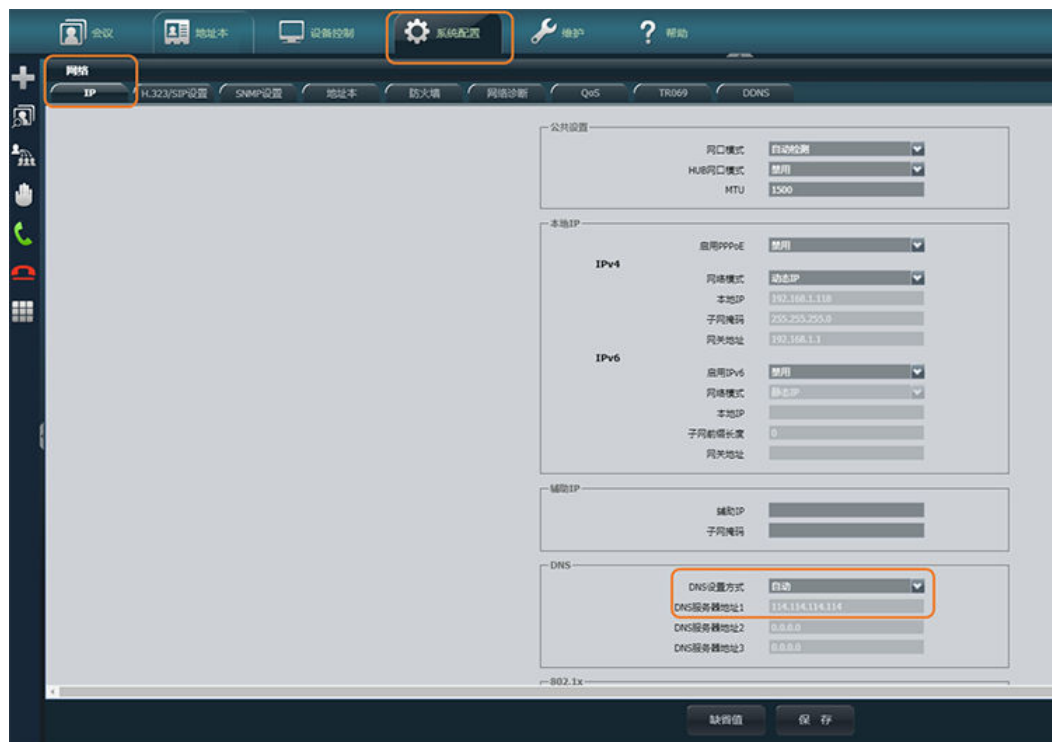 会议 地址本 设备控制 系统配置 维护 帮助
网络
IP H.323/SIP设置 SNMP设置 地址本 防火墙 网络诊断 QoS TR069 DDNS
公共设置
网口模式 自动检测
HUB网口模式 禁用
MTU 1500
本地IP
启用PPPoE 禁用
IPv4
网络模式 动态IP
本地IP 192.168.1.118
子网掩码 255.255.255.0
网关地址 192.168.1.1
IPv6
启用IPv6 禁用
网络模式 静态IP
本地IP
子网前缀长度 0
网关地址
辅助IP
辅助IP
子网掩码
DNS
DNS设置方式 自动
DNS服务器地址1 114.114.114.114
DNS服务器地址2 0.0.0.0
DNS服务器地址3 0.0.0.0
802.1x
缺省值 保 存